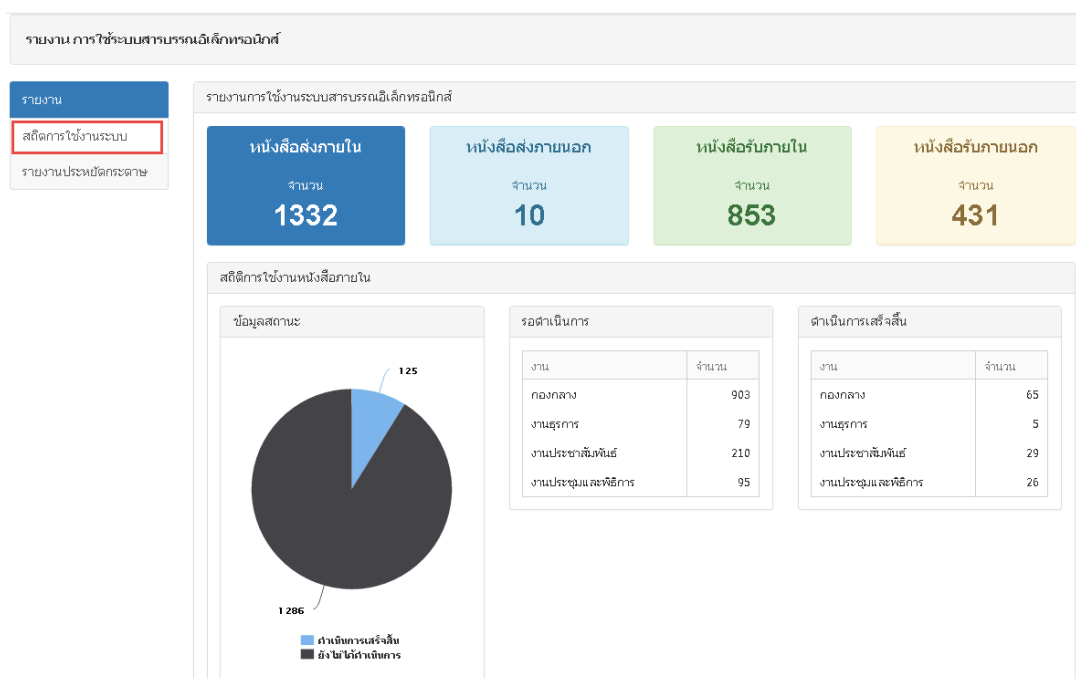 รายงาน การใช้ระบบสารบรรณอิเล็กทรอนิกส์
รายงาน
สถิตการใช้งานระบบ
รายงานประหยัดกระดาษ
รายงานการใช้งานระบบสารบรรณอิเล็กทรอนิกส์
หนังสือส่งภายใน
จำนวน
1332
หนังสือส่งภายนอก
จำนวน
10
หนังสือรับภายใน
จำนวน
853
หนังสือรับภายนอก
จำนวน
431
สถิติการใช้งานหนังสือภายใน
ข้อมูลสถานะ
125
1 286
ดำเนินการเสร็จสิ้น
ยังไม่ได้ดำเนินการ
รอดำเนินการ
งาน จำนวน
กองกลาง 903
งานธุรการ 79
งานประชาสัมพันธ์ 210
งานประชุมและพิธีการ 95
ดำเนินการเสร็จสิ้น
งาน จำนวน
กองกลาง 65
งานธุรการ 5
งานประชาสัมพันธ์ 29
งานประชุมและพิธีการ 26